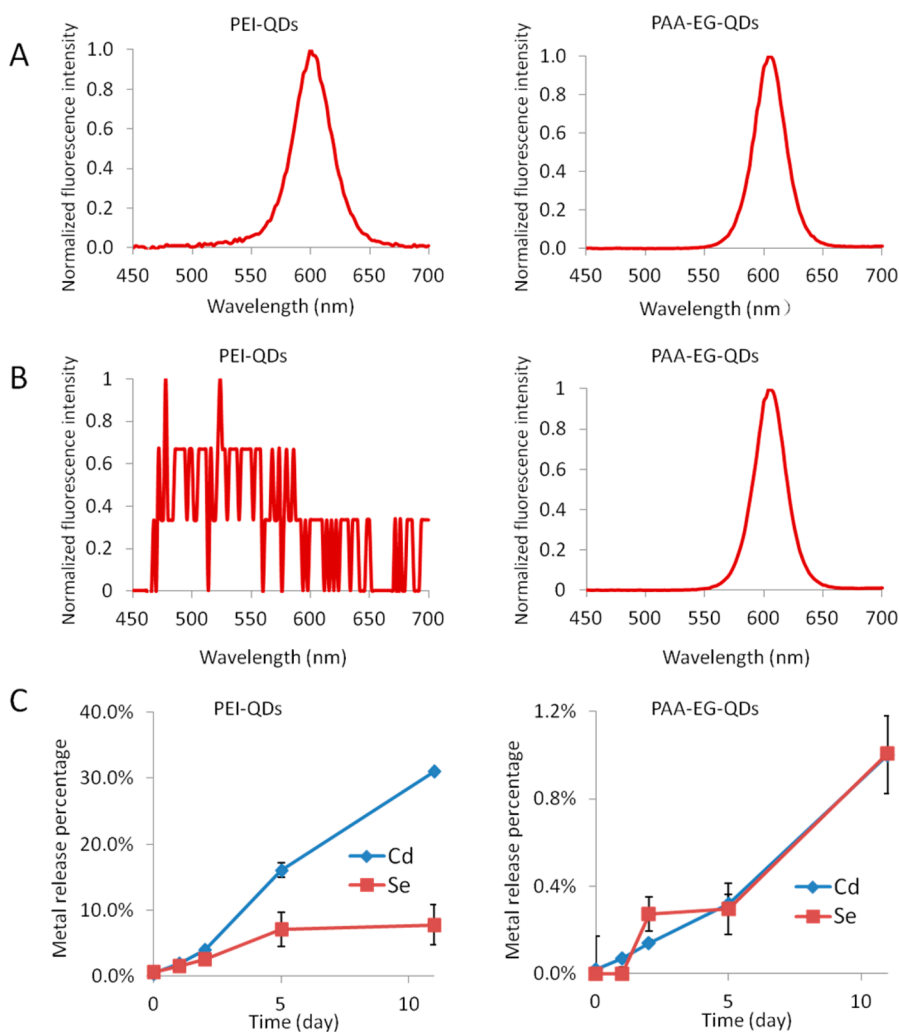 A
PEI-QDs
Normalized fluorescence intensity
1.0
0.8
0.6
0.4
0.2
0.0
450 500 550 600 650 700
Wavelength (nm)
PAA-EG-QDs
Normalized fluorescence intensity
1.0
0.8
0.6
0.4
0.2
0.0
450 500 550 600 650 700
Wavelength (nm）
B
PEI-QDs
Normalized fluorescence intensity
1
0.8
0.6
0.4
0.2
0
450 500 550 600 650 700
Wavelength (nm)
PAA-EG-QDs
Normalized fluorescence intensity
1
0.8
0.6
0.4
0.2
0
450 500 550 600 650 700
Wavelength (nm)
C
PEI-QDs
Metal release percentage
40.0%
30.0%
20.0%
10.0%
0.0%
Cd
Se
0 5 10
Time (day)
PAA-EG-QDs
Metal release percentage
1.2%
0.8%
0.4%
0.0%
Cd
Se
0 5 10
Time (day)